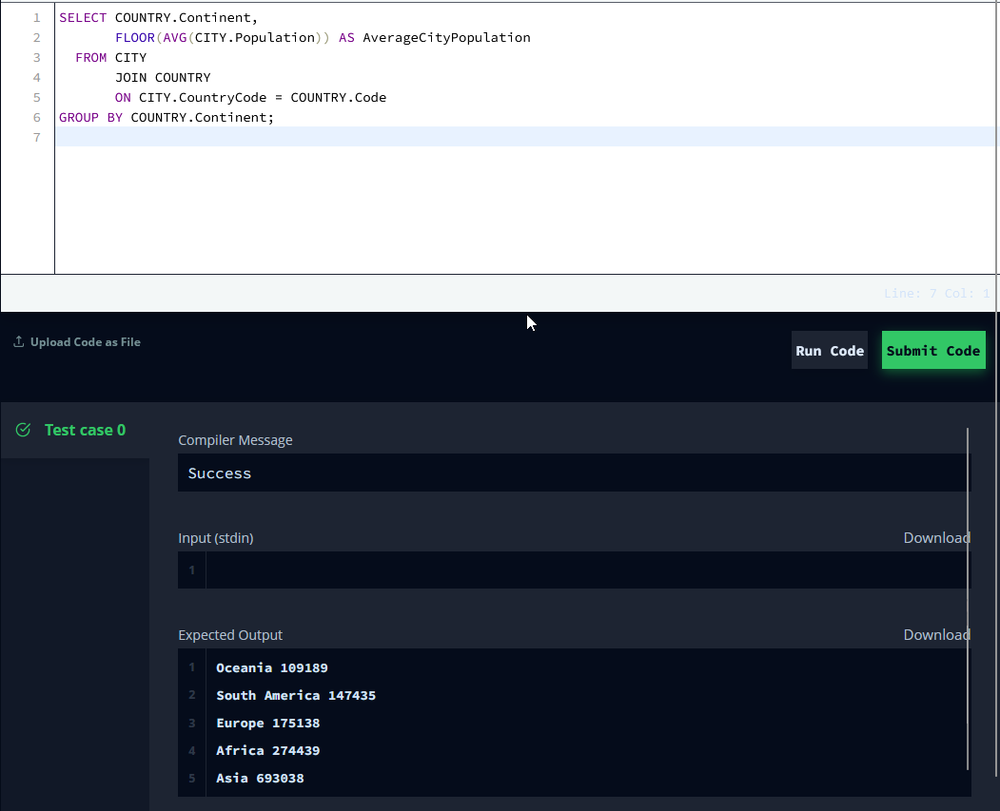 1 SELECT COUNTRY.Continent,
2 FLOOR(AVG(CITY.Population)) AS AverageCityPopulation
3 FROM CITY
4 JOIN COUNTRY
5 ON CITY.CountryCode = COUNTRY.Code
6 GROUP BY COUNTRY.Continent;
7
Line: 7 Col: 1
Upload Code as File
Run Code
Submit Code
Test case 0
Compiler Message
Success
Input (stdin)
Download
1
Expected Output
Download
1 Oceania 109189
2 South America 147435
3 Europe 175138
4 Africa 274439
5 Asia 693038